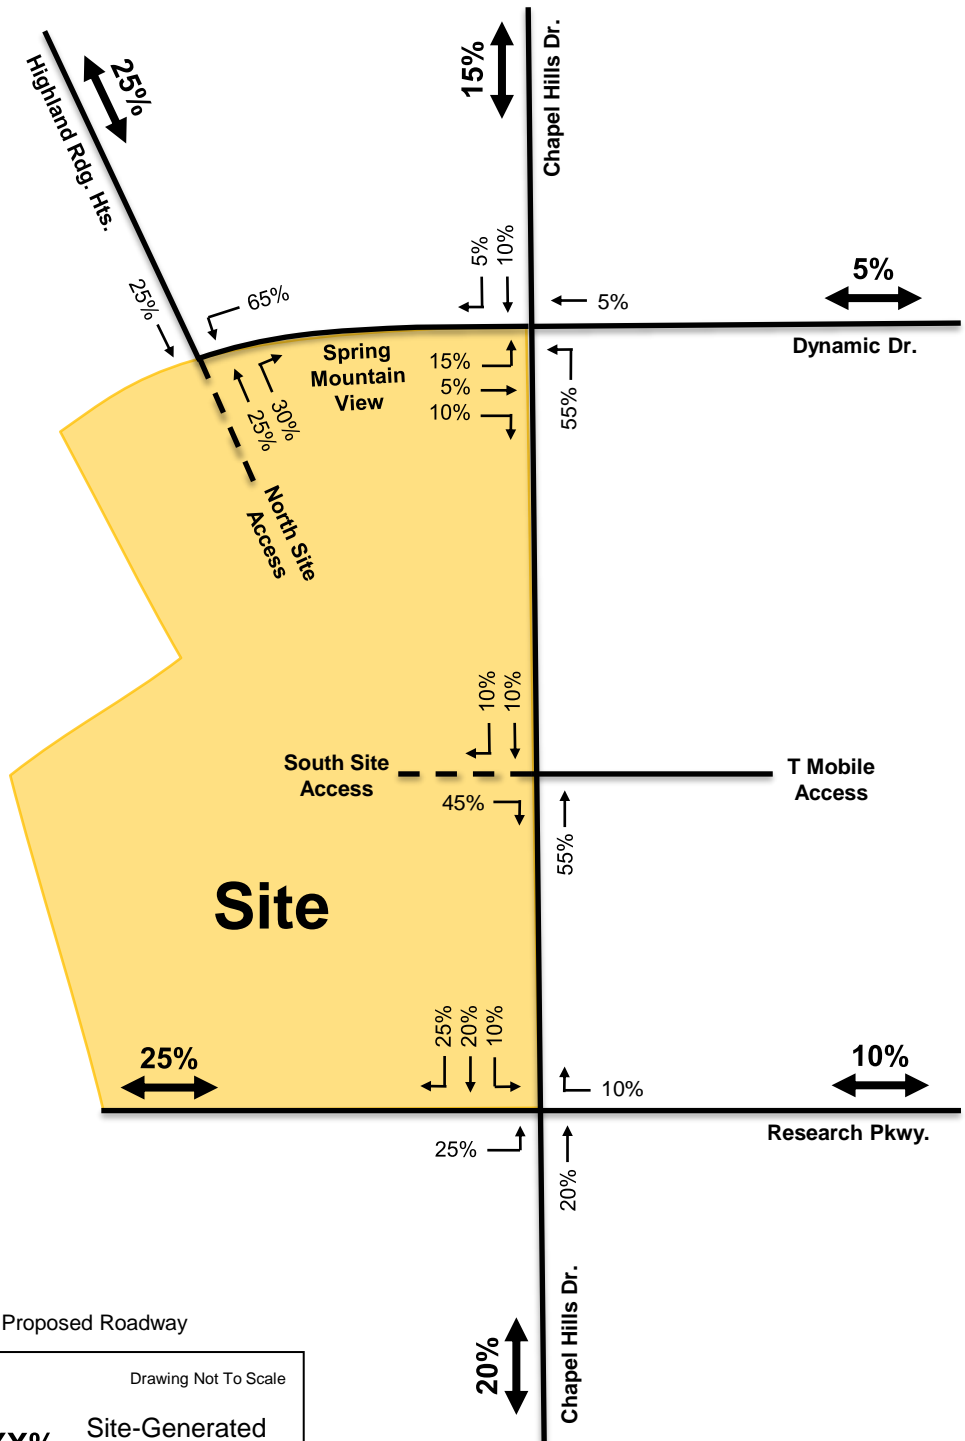 25%
Highland Rdg. Hts.
15%
Chapel Hills Dr.
25%
65%
5%
10%
5%
5%
Dynamic Dr.
Spring
Mountain
View
15%
5%
10%
55%
30%
25%
North Site
Access
10%
10%
South Site
Access
T Mobile
Access
45%
55%
Site
25%
20%
10%
25%
10%
10%
Research Pkwy.
25%
20%
20%
Chapel Hills Dr.
Proposed Roadway
Drawing Not To Scale
Site-Generated